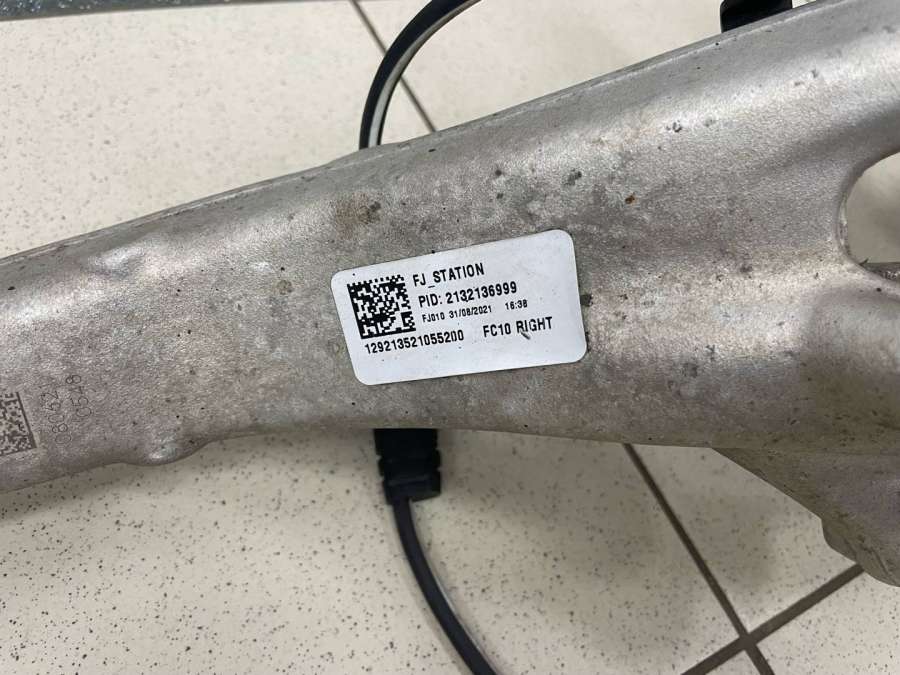 FJ_STATION
PID: 2132136999
FJ010 31/08/2021 16:38
129213521055200 FC10 RIGHT